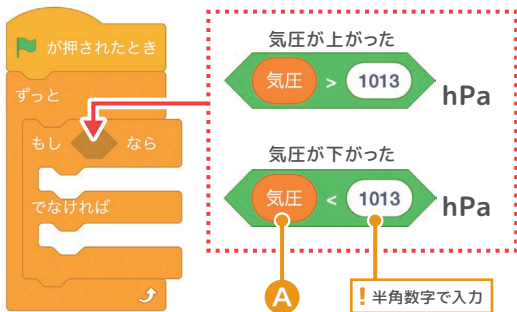 が押されたとき
ずっと
もし なら
でなければ
気圧が上がった
気圧 > 1013 hPa
気圧が下がった
気圧 < 1013 hPa
A
! 半角数字で入力